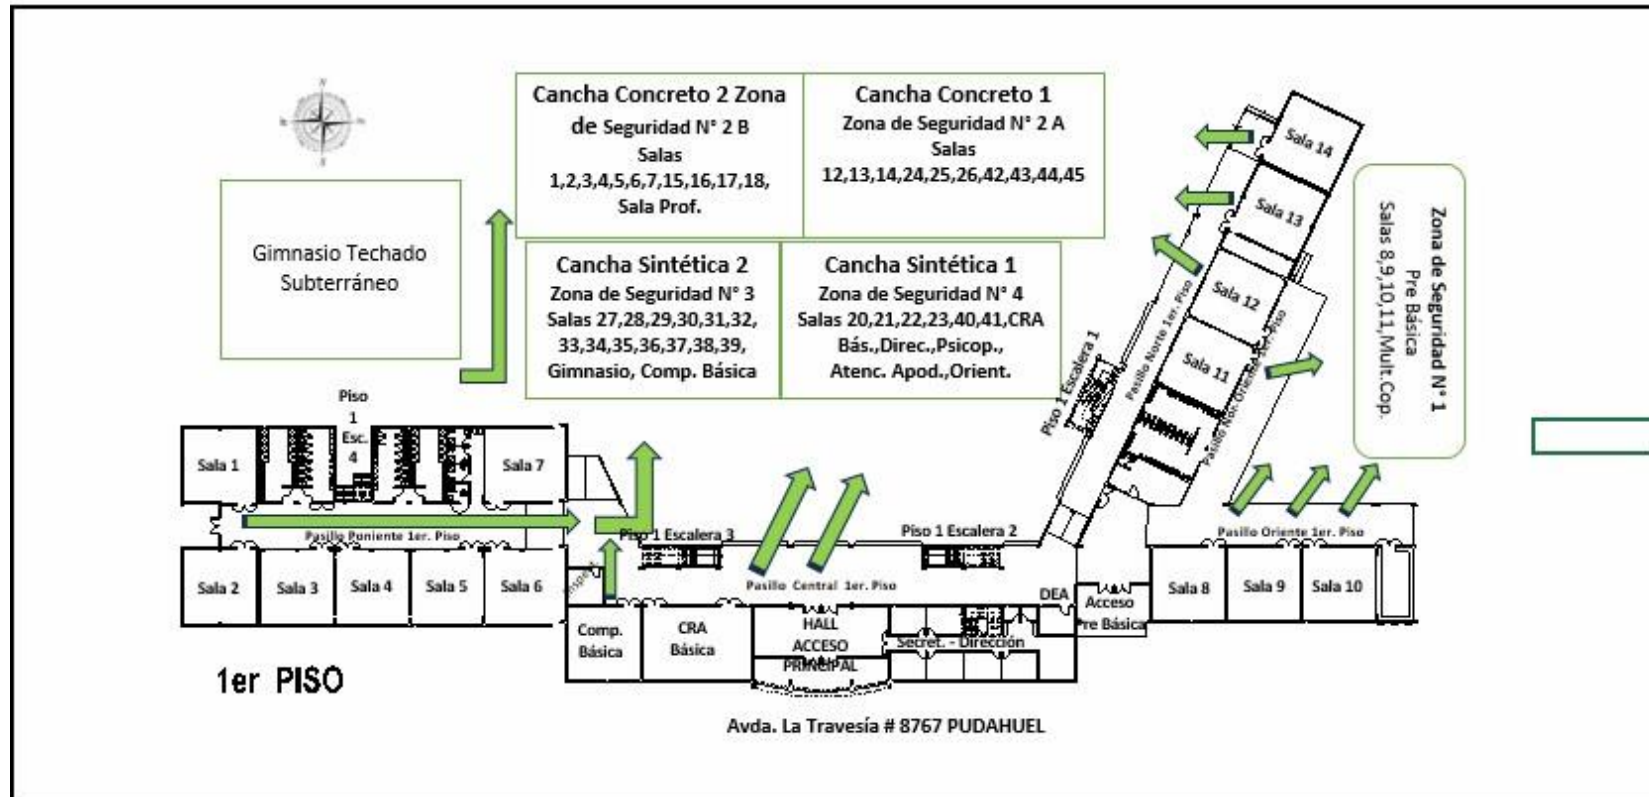 Cancha Concreto 2 Zona
de Seguridad N° 2 B
Salas
1,2,3,4,5,6,7,15,16,17,18,
Sala Prof.
Cancha Concreto 1
Zona de Seguridad N° 2 A
Salas
12,13,14,24,25,26,42,43,44,45
Gimnasio Techado
Subterráneo
Cancha Sintética 2
Zona de Seguridad N° 3
Salas 27,28,29,30,31,32,
33,34,35,36,37,38,39,
Gimnasio, Comp. Básica
Cancha Sintética 1
Zona de Seguridad N° 4
Salas 20,21,22,23,40,41,CRA
Bás.,Direc.,Psicop.,
Atenc. Apod.,Orient.
Zona de Seguridad N° 1
Pre Básica
Salas 8,9,10,11,Mult.Cop.
Sala 14
Sala 13
Sala 12
Sala 11
Pasillo Norte 1er. Piso
Pasillo Nor. Oriente 1er. Piso
Piso 1 Escalera 1
Piso
1
Esc.
4
Sala 1
Sala 7
Pasillo Poniente 1er. Piso
Piso 1 Escalera 3
Piso 1 Escalera 2
Pasillo Oriente 1er. Piso
Sala 2
Sala 3
Sala 4
Sala 5
Sala 6
Inspect.
Pasillo Central 1er. Piso
DEA
Acceso
Pre Básica
Sala 8
Sala 9
Sala 10
Comp.
Básica
CRA
Básica
HALL
ACCESO
PRINCIPAL
Secret. - Dirección
1er PISO
Avda. La Travesía # 8767 PUDAHUEL